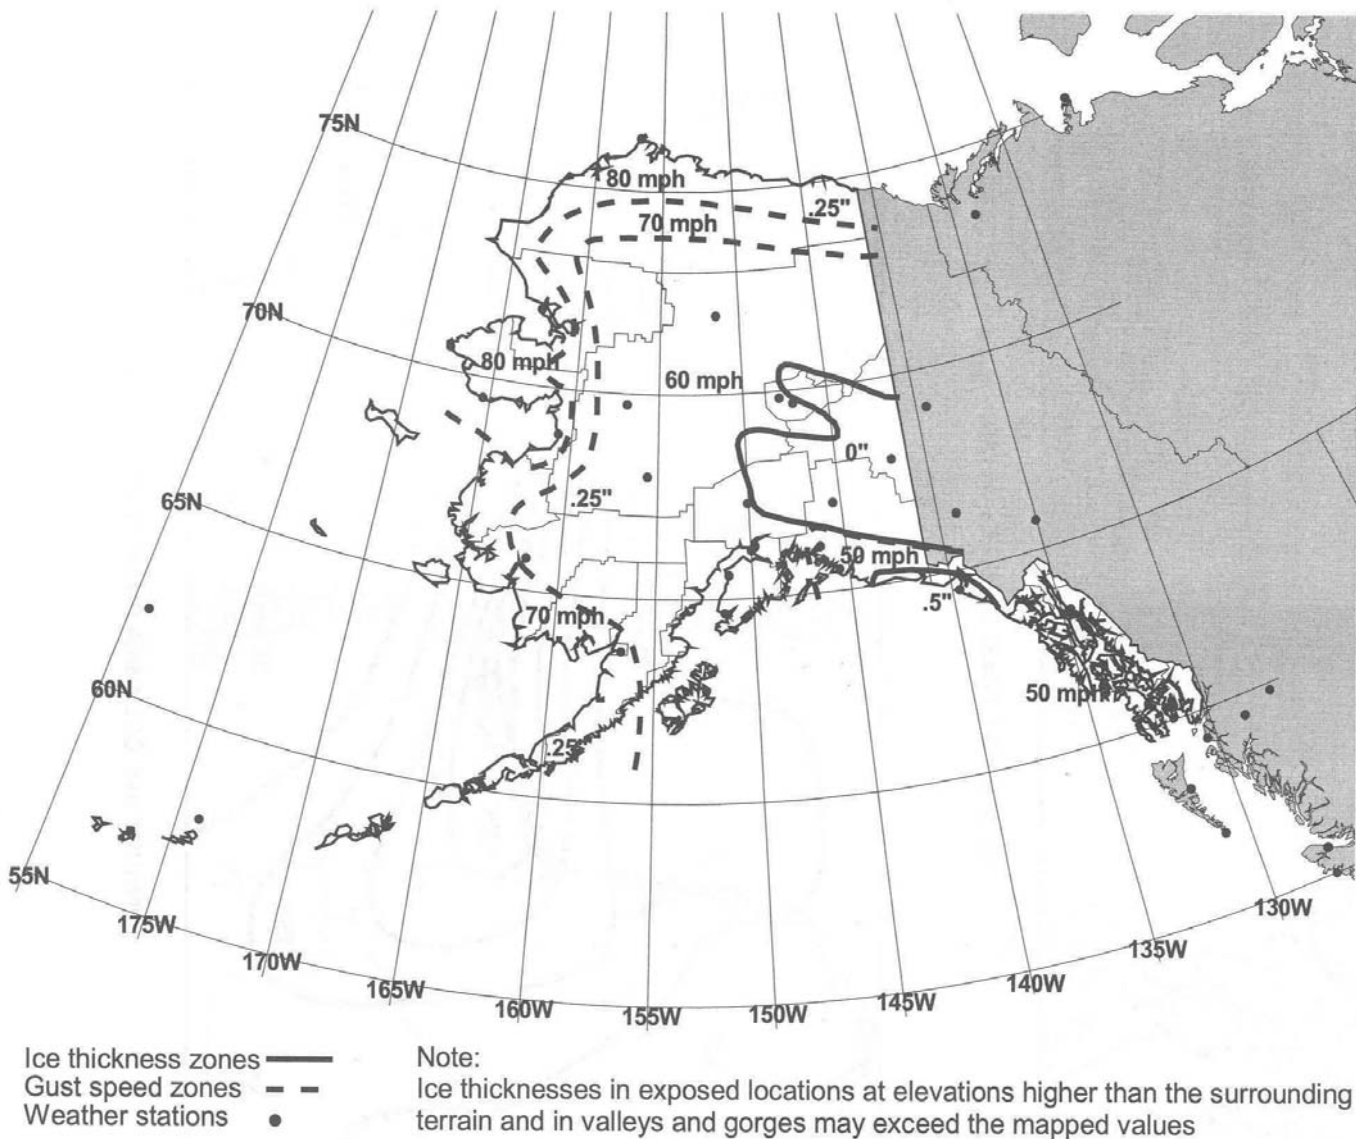 75N
80 mph
.25"
70 mph
70N
80 mph
60 mph
0"
65N
.25"
50 mph
.5"
70 mph
60N
50 mph
.25"
55N
175W
170W
165W
160W
155W
150W
145W
140W
135W
130W
Ice thickness zones
Gust speed zones
Weather stations
Note:
Ice thicknesses in exposed locations at elevations higher than the surrounding
terrain and in valleys and gorges may exceed the mapped values